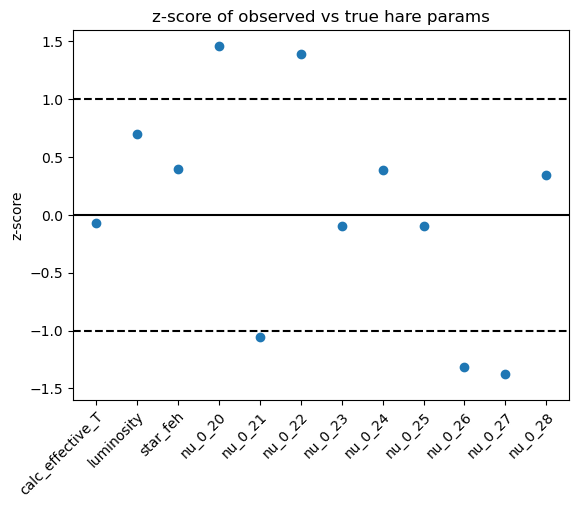 z-score of observed vs true hare params
z-score
1.5
1.0
0.5
0.0
−0.5
−1.0
−1.5
calc_effective_T
luminosity
star_feh
nu_0_20
nu_0_21
nu_0_22
nu_0_23
nu_0_24
nu_0_25
nu_0_26
nu_0_27
nu_0_28